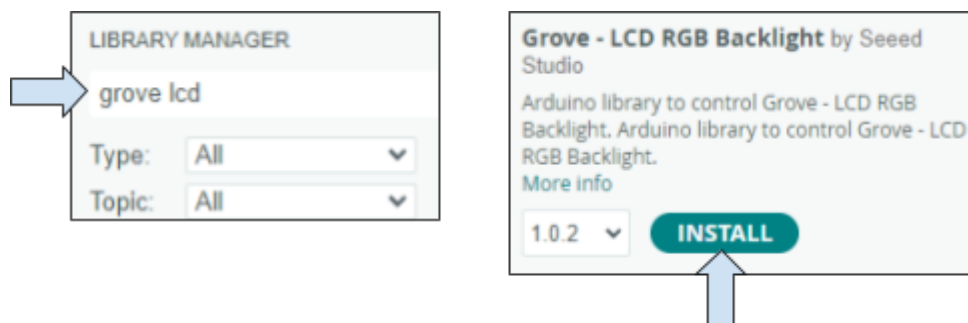 LIBRARY MANAGER
grove lcd
Type: All
Topic: All
Grove - LCD RGB Backlight by Seeed
Studio
Arduino library to control Grove - LCD RGB
Backlight. Arduino library to control Grove - LCD
RGB Backlight.
More info
1.0.2 INSTALL